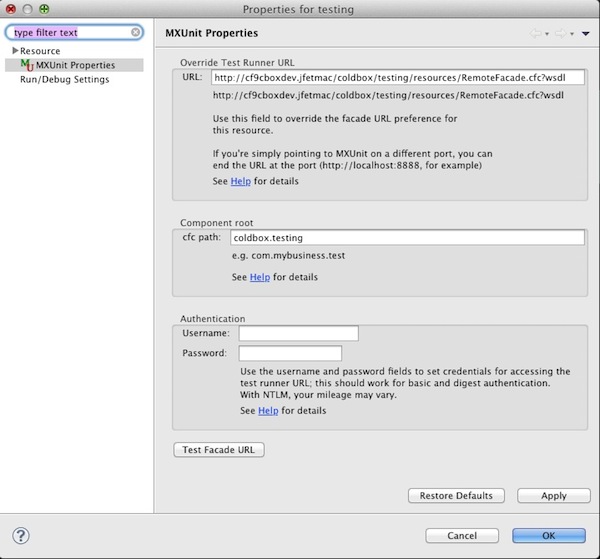 Properties for testing
type filter text
Resource
MU MXUnit Properties
Run/Debug Settings
MXUnit Properties
Override Test Runner URL
URL: http://cf9cboxdev.jfetmac/coldbox/testing/resources/RemoteFacade.cfc?wsdl
http://cf9cboxdev.jfetmac/coldbox/testing/resources/RemoteFacade.cfc?wsdl
Use this field to override the facade URL preference for
this resource.
If you're simply pointing to MXUnit on a different port, you can
end the URL at the port (http://localhost:8888, for example)
See Help for details
Component root
cfc path: coldbox.testing
e.g. com.mybusiness.test
See Help for details
Authentication
Username:
Password:
Use the username and password fields to set credentials for accessing the
test runner URL; this should work for basic and digest authentication.
With NTLM, your mileage may vary.
See Help for details
Test Facade URL
Restore Defaults Apply
? Cancel OK